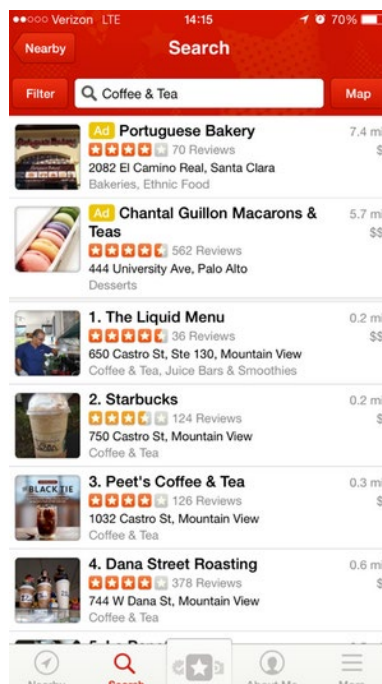 Verizon LTE 14:15 70%
Nearby Search
Filter Coffee & Tea Map
Ad Portuguese Bakery 7.4 mi
70 Reviews $
2082 El Camino Real, Santa Clara
Bakeries, Ethnic Food
Ad Chantal Guillon Macarons & 5.7 mi
Teas $$
562 Reviews
444 University Ave, Palo Alto
Desserts
1. The Liquid Menu 0.2 mi
36 Reviews $$
650 Castro St, Ste 130, Mountain View
Coffee & Tea, Juice Bars & Smoothies
2. Starbucks 0.2 mi
124 Reviews $
750 Castro St, Mountain View
Coffee & Tea
3. Peet's Coffee & Tea 0.3 mi
BLACK TIE
126 Reviews $
1032 Castro St, Mountain View
Coffee & Tea
4. Dana Street Roasting 0.6 mi
378 Reviews $
744 W Dana St, Mountain View
Coffee & Tea
Nearby Search About Me More